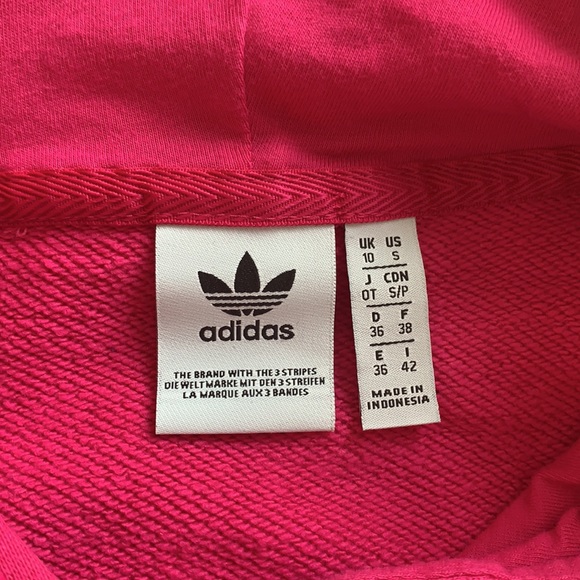 adidas
THE BRAND WITH THE 3 STRIPES
DIE WELTMARKE MIT DEN 3 STREIFEN
LA MARQUE AUX 3 BANDES
UK US
10 S
J CDN
OT S/P
D F
36 38
E I
36 42
MADE IN
INDONESIA